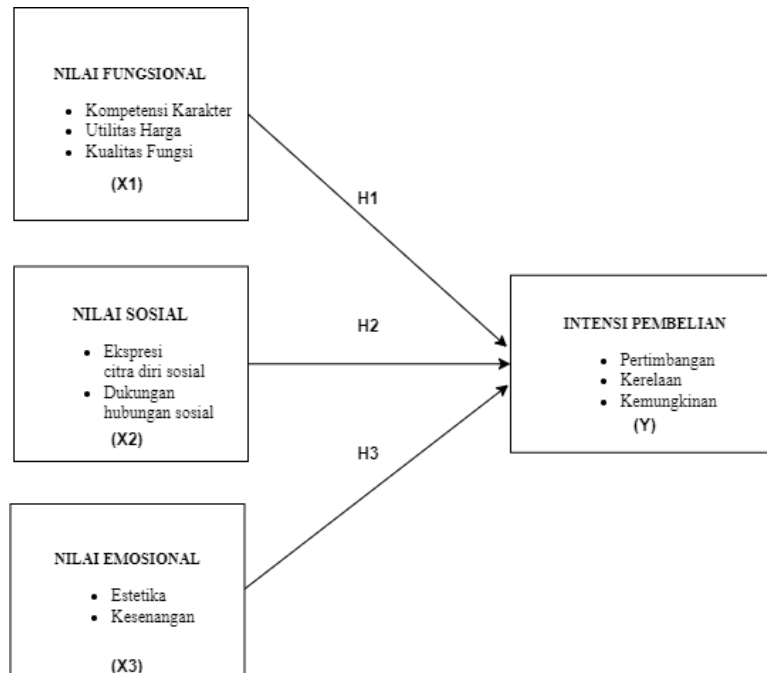 NILAI FUNGSIONAL
• Kompetensi Karakter
• Utilitas Harga
• Kualitas Fungsi
(X1)
H1
NILAI SOSIAL
• Ekspresi
citra diri sosial
• Dukungan
hubungan sosial
(X2)
H2
INTENSI PEMBELIAN
• Pertimbangan
• Kerelaan
• Kemungkinan
(Y)
H3
NILAI EMOSIONAL
• Estetika
• Kesenangan
(X3)